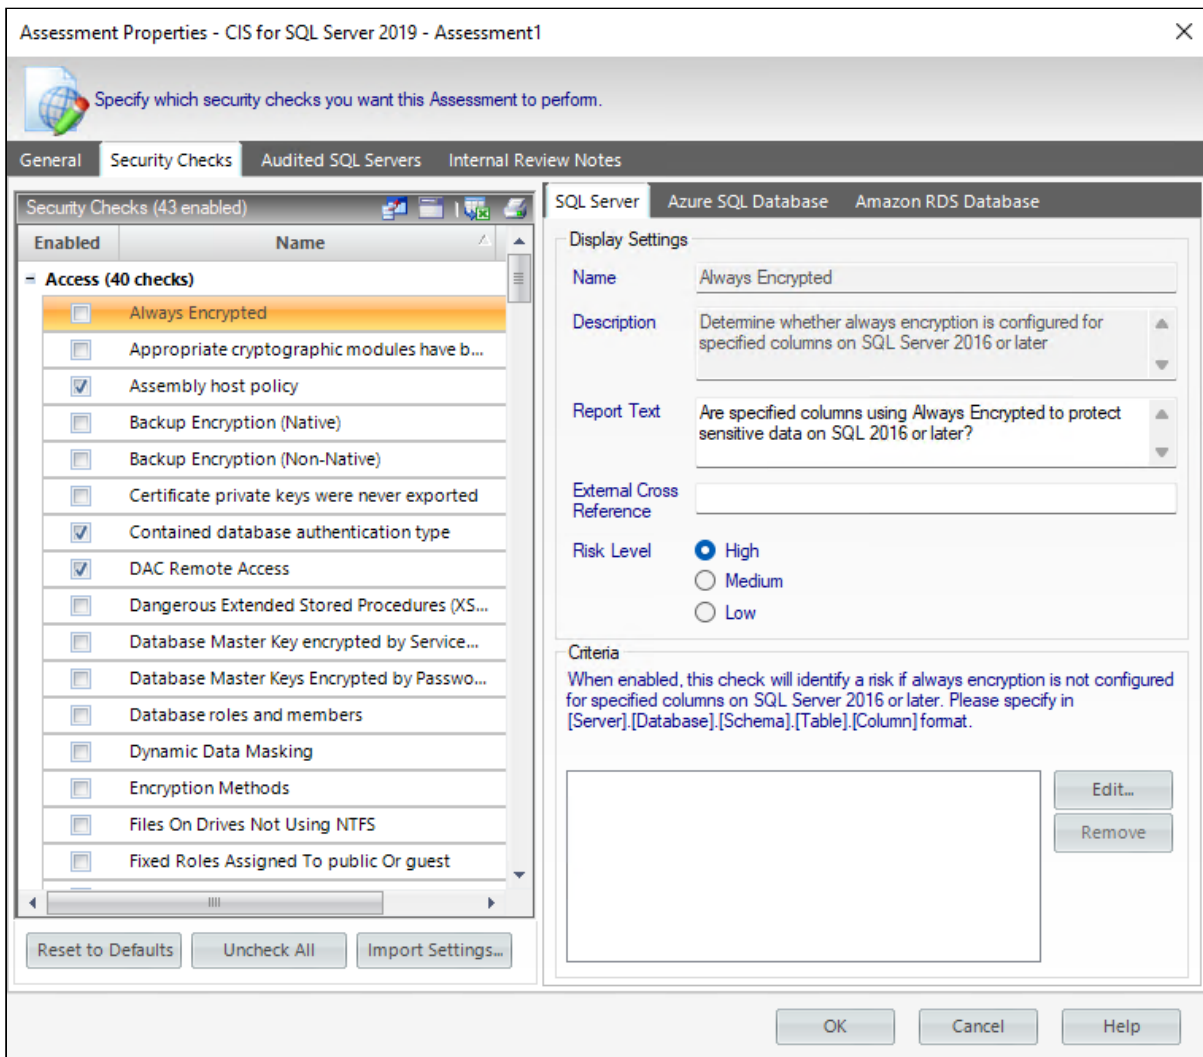 Assessment Properties - CIS for SQL Server 2019 - Assessment1
Specify which security checks you want this Assessment to perform.
General
Security Checks
Audited SQL Servers
Internal Review Notes
Security Checks (43 enabled)
Enabled
Name
Access (40 checks)
Always Encrypted
Appropriate cryptographic modules have b...
Assembly host policy
Backup Encryption (Native)
Backup Encryption (Non-Native)
Certificate private keys were never exported
Contained database authentication type
DAC Remote Access
Dangerous Extended Stored Procedures (XS...
Database Master Key encrypted by Service...
Database Master Keys Encrypted by Passwo...
Database roles and members
Dynamic Data Masking
Encryption Methods
Files On Drives Not Using NTFS
Fixed Roles Assigned To public Or guest
Reset to Defaults
Uncheck All
Import Settings...
SQL Server
Azure SQL Database
Amazon RDS Database
Display Settings
Name
Always Encrypted
Description
Determine whether always encryption is configured for
specified columns on SQL Server 2016 or later
Report Text
Are specified columns using Always Encrypted to protect
sensitive data on SQL 2016 or later?
External Cross
Reference
Risk Level
High
Medium
Low
Criteria
When enabled, this check will identify a risk if always encryption is not configured
for specified columns on SQL Server 2016 or later. Please specify in
[Server].[Database].[Schema].[Table].[Column] format.
Edit...
Remove
OK
Cancel
Help